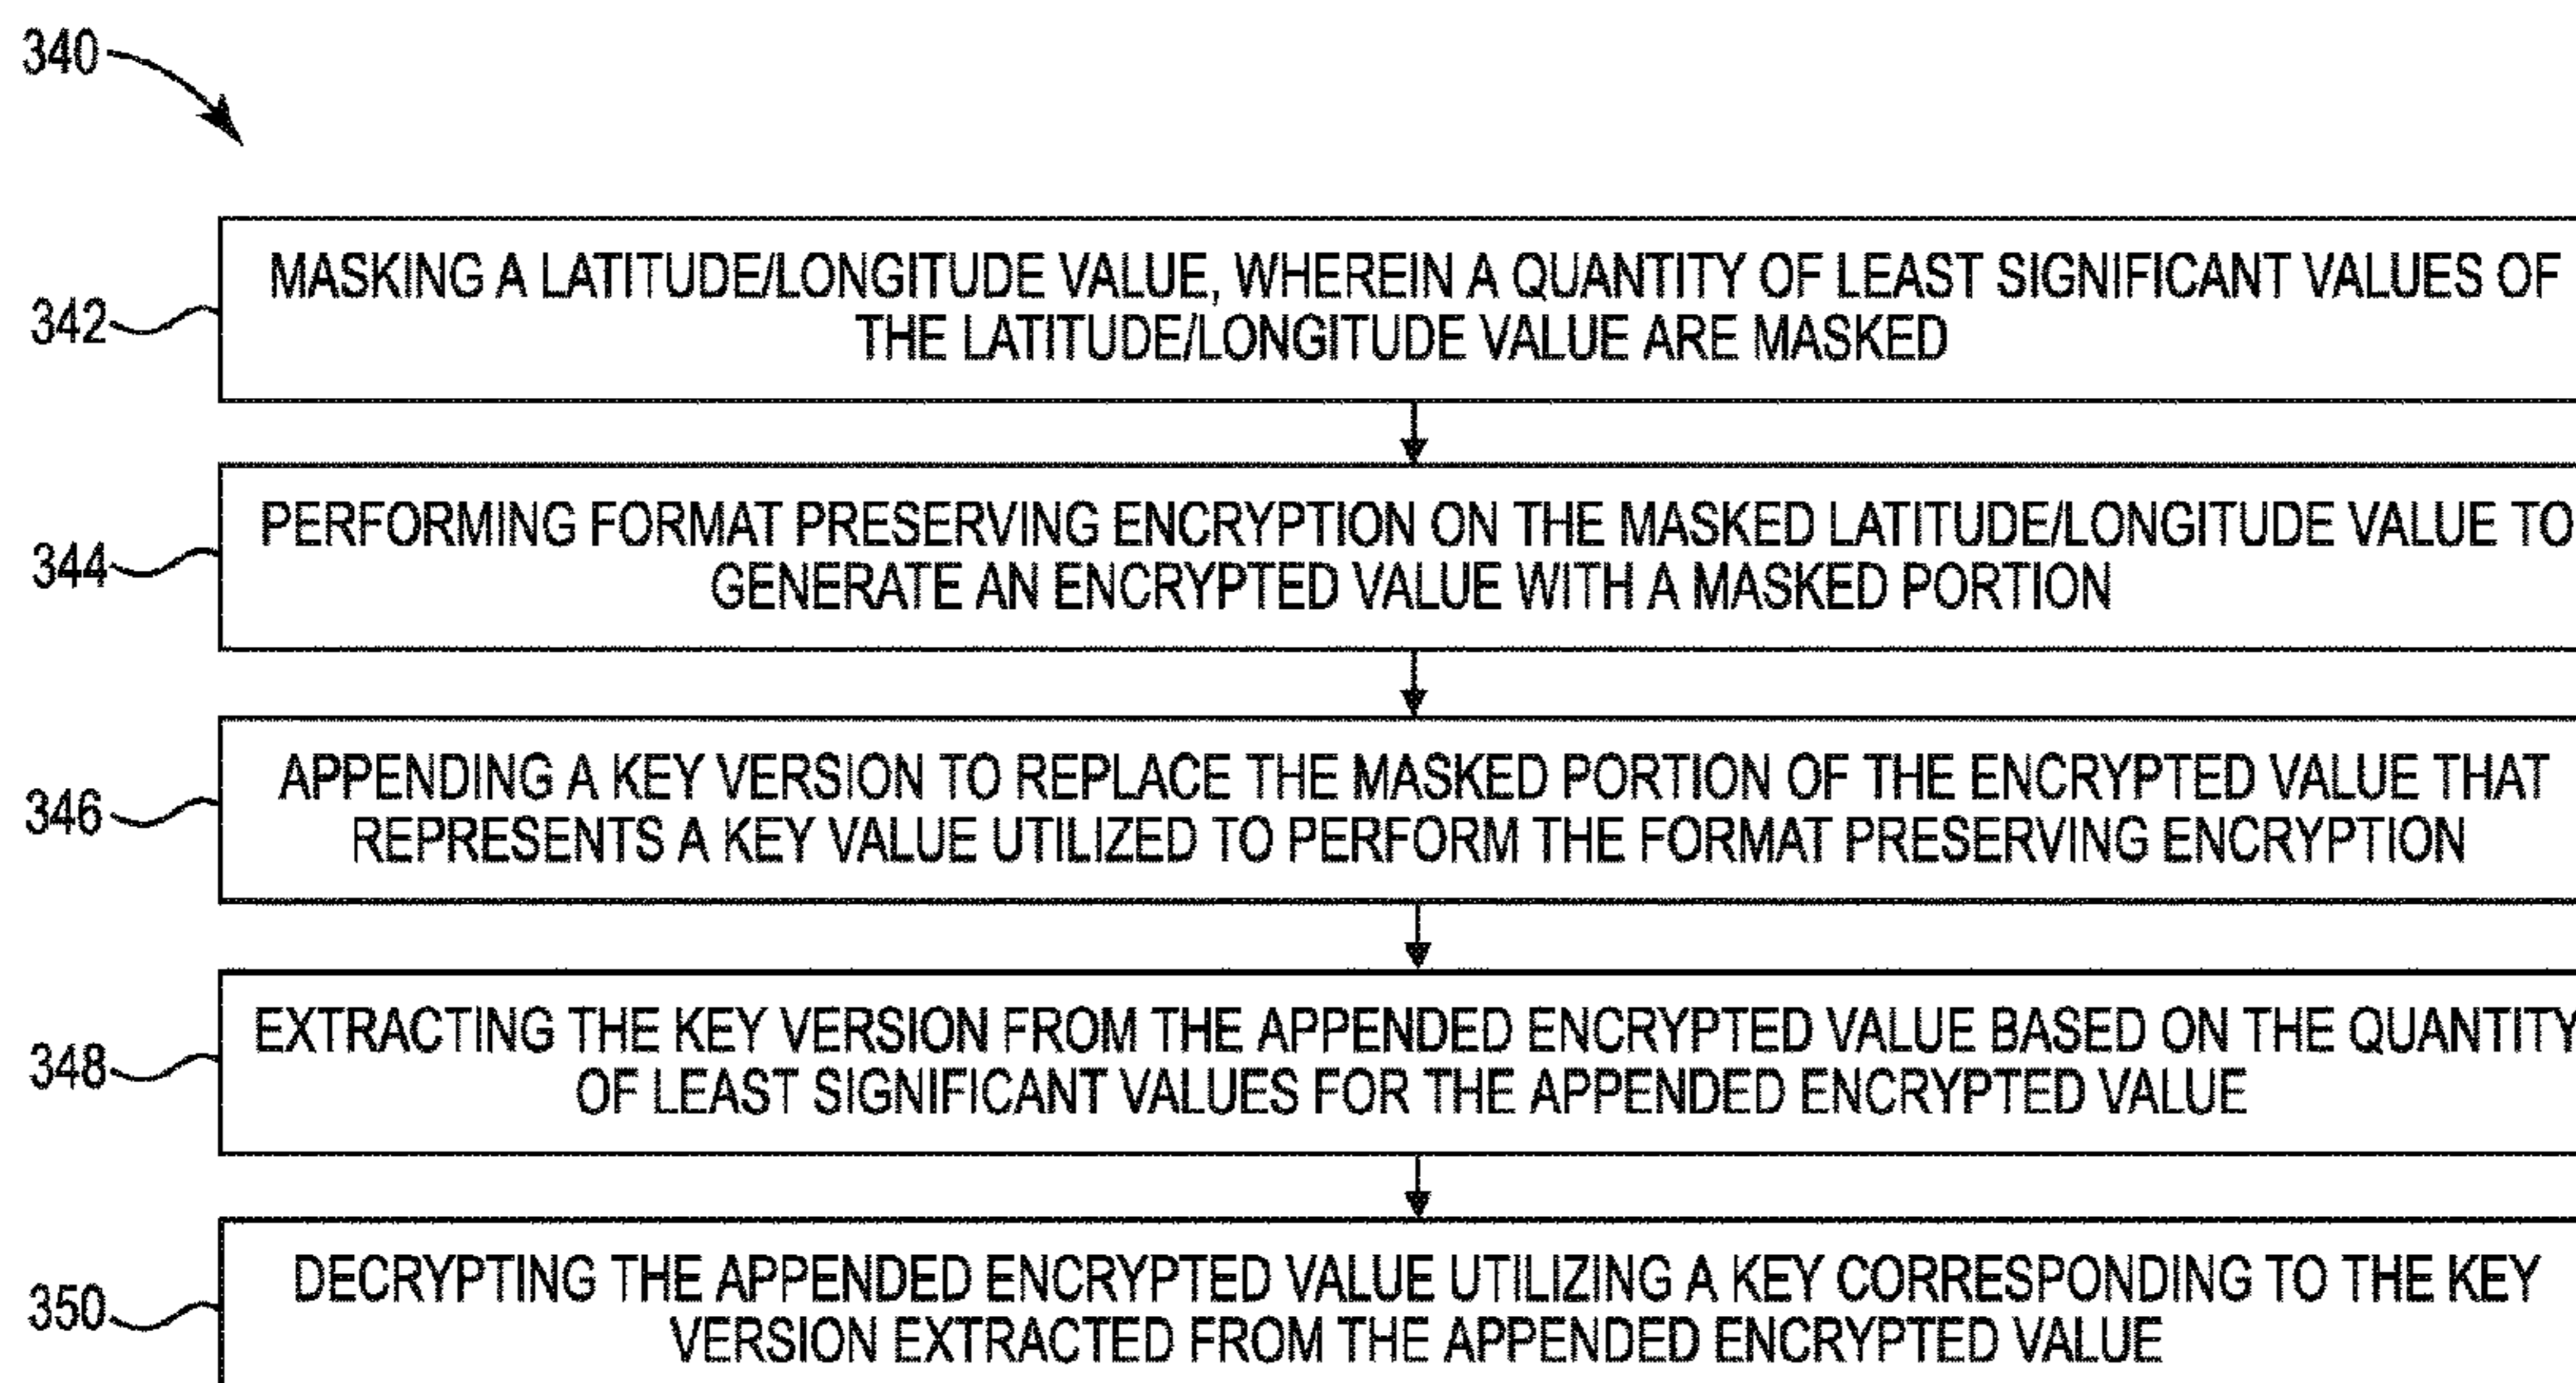 340
342
MASKING A LATITUDE/LONGITUDE VALUE, WHEREIN A QUANTITY OF LEAST SIGNIFICANT VALUES OF
THE LATITUDE/LONGITUDE VALUE ARE MASKED
344
PERFORMING FORMAT PRESERVING ENCRYPTION ON THE MASKED LATITUDE/LONGITUDE VALUE TO
GENERATE AN ENCRYPTED VALUE WITH A MASKED PORTION
346
APPENDING A KEY VERSION TO REPLACE THE MASKED PORTION OF THE ENCRYPTED VALUE THAT
REPRESENTS A KEY VALUE UTILIZED TO PERFORM THE FORMAT PRESERVING ENCRYPTION
348
EXTRACTING THE KEY VERSION FROM THE APPENDED ENCRYPTED VALUE BASED ON THE QUANTITY
OF LEAST SIGNIFICANT VALUES FOR THE APPENDED ENCRYPTED VALUE
350
DECRYPTING THE APPENDED ENCRYPTED VALUE UTILIZING A KEY CORRESPONDING TO THE KEY
VERSION EXTRACTED FROM THE APPENDED ENCRYPTED VALUE